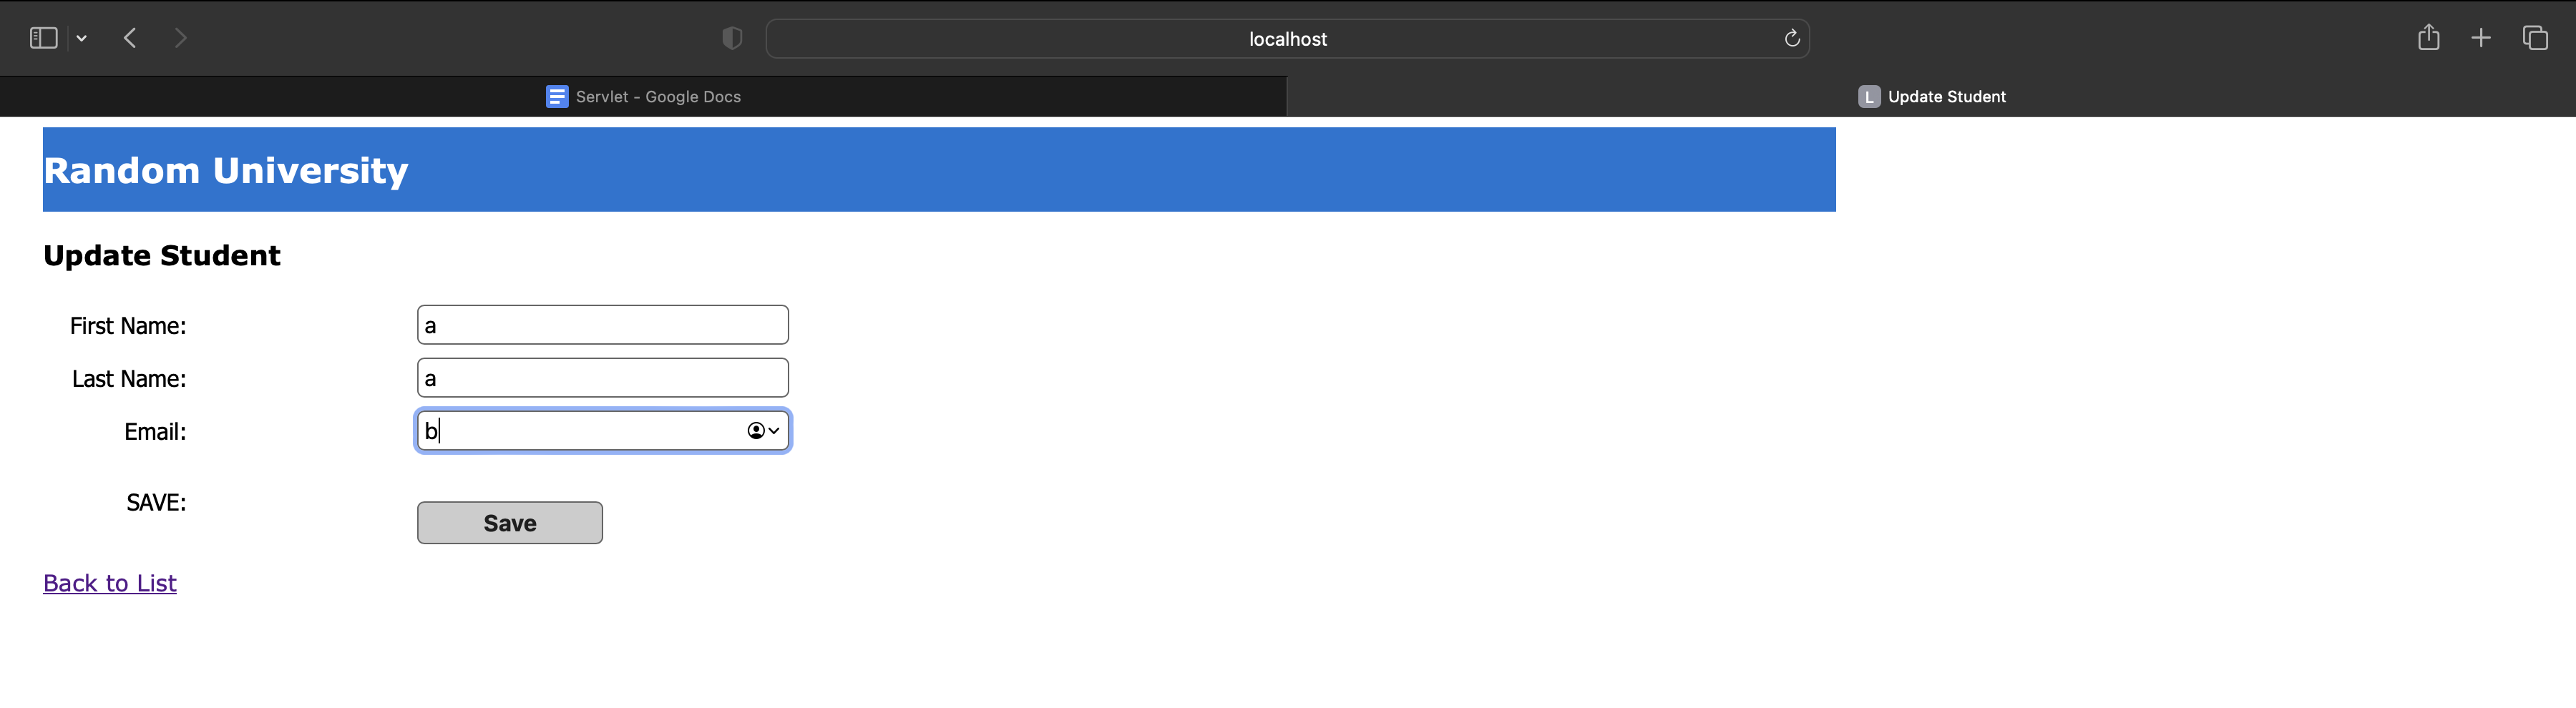 localhost
Servlet - Google Docs
L Update Student
Random University
Update Student
First Name: a
Last Name: a
Email: b
SAVE: Save
Back to List